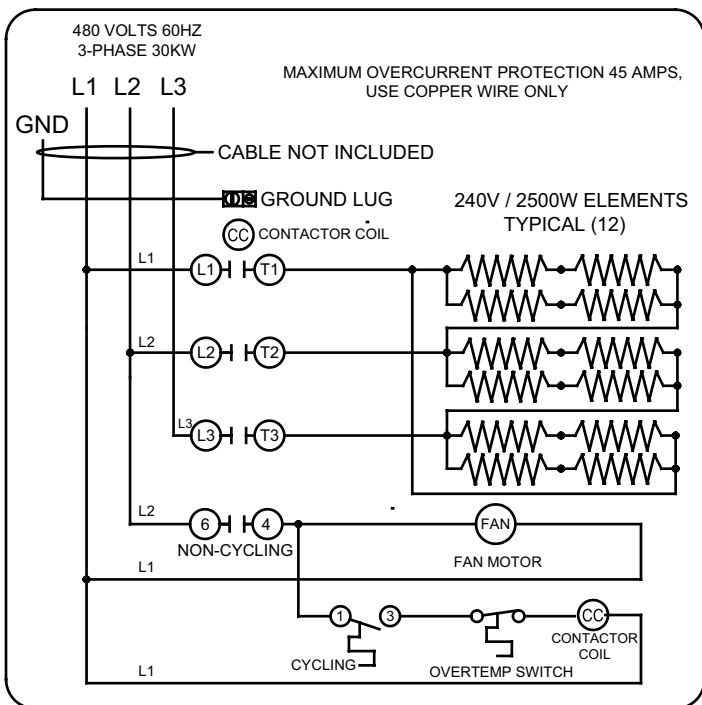 480 VOLTS 60HZ
3-PHASE 30KW
L1 L2 L3
MAXIMUM OVERCURRENT PROTECTION 45 AMPS,
USE COPPER WIRE ONLY
GND
CABLE NOT INCLUDED
GROUND LUG
240V / 2500W ELEMENTS
TYPICAL (12)
CC CONTACTOR COIL
L1
L1 T1
L2
L2 T2
L3
L3 T3
L2
6 4
FAN
NON-CYCLING
FAN MOTOR
L1
1 3
CC
CONTACTOR
COIL
CYCLING
OVERTEMP SWITCH
L1